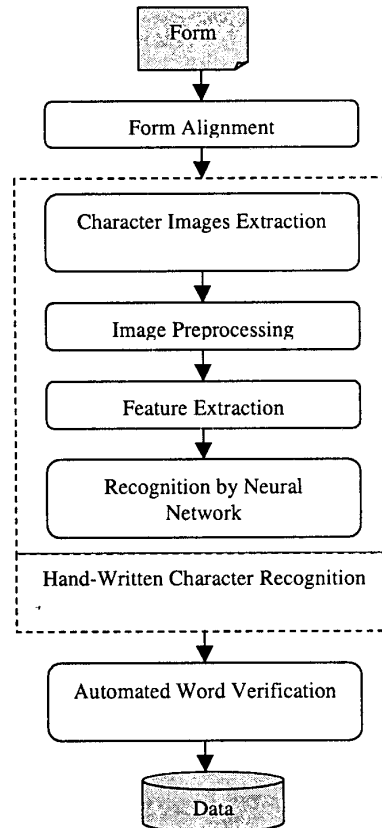 Form
Form Alignment
Character Images Extraction
Image Preprocessing
Feature Extraction
Recognition by Neural
Network
Hand-Written Character Recognition
Automated Word Verification
Data